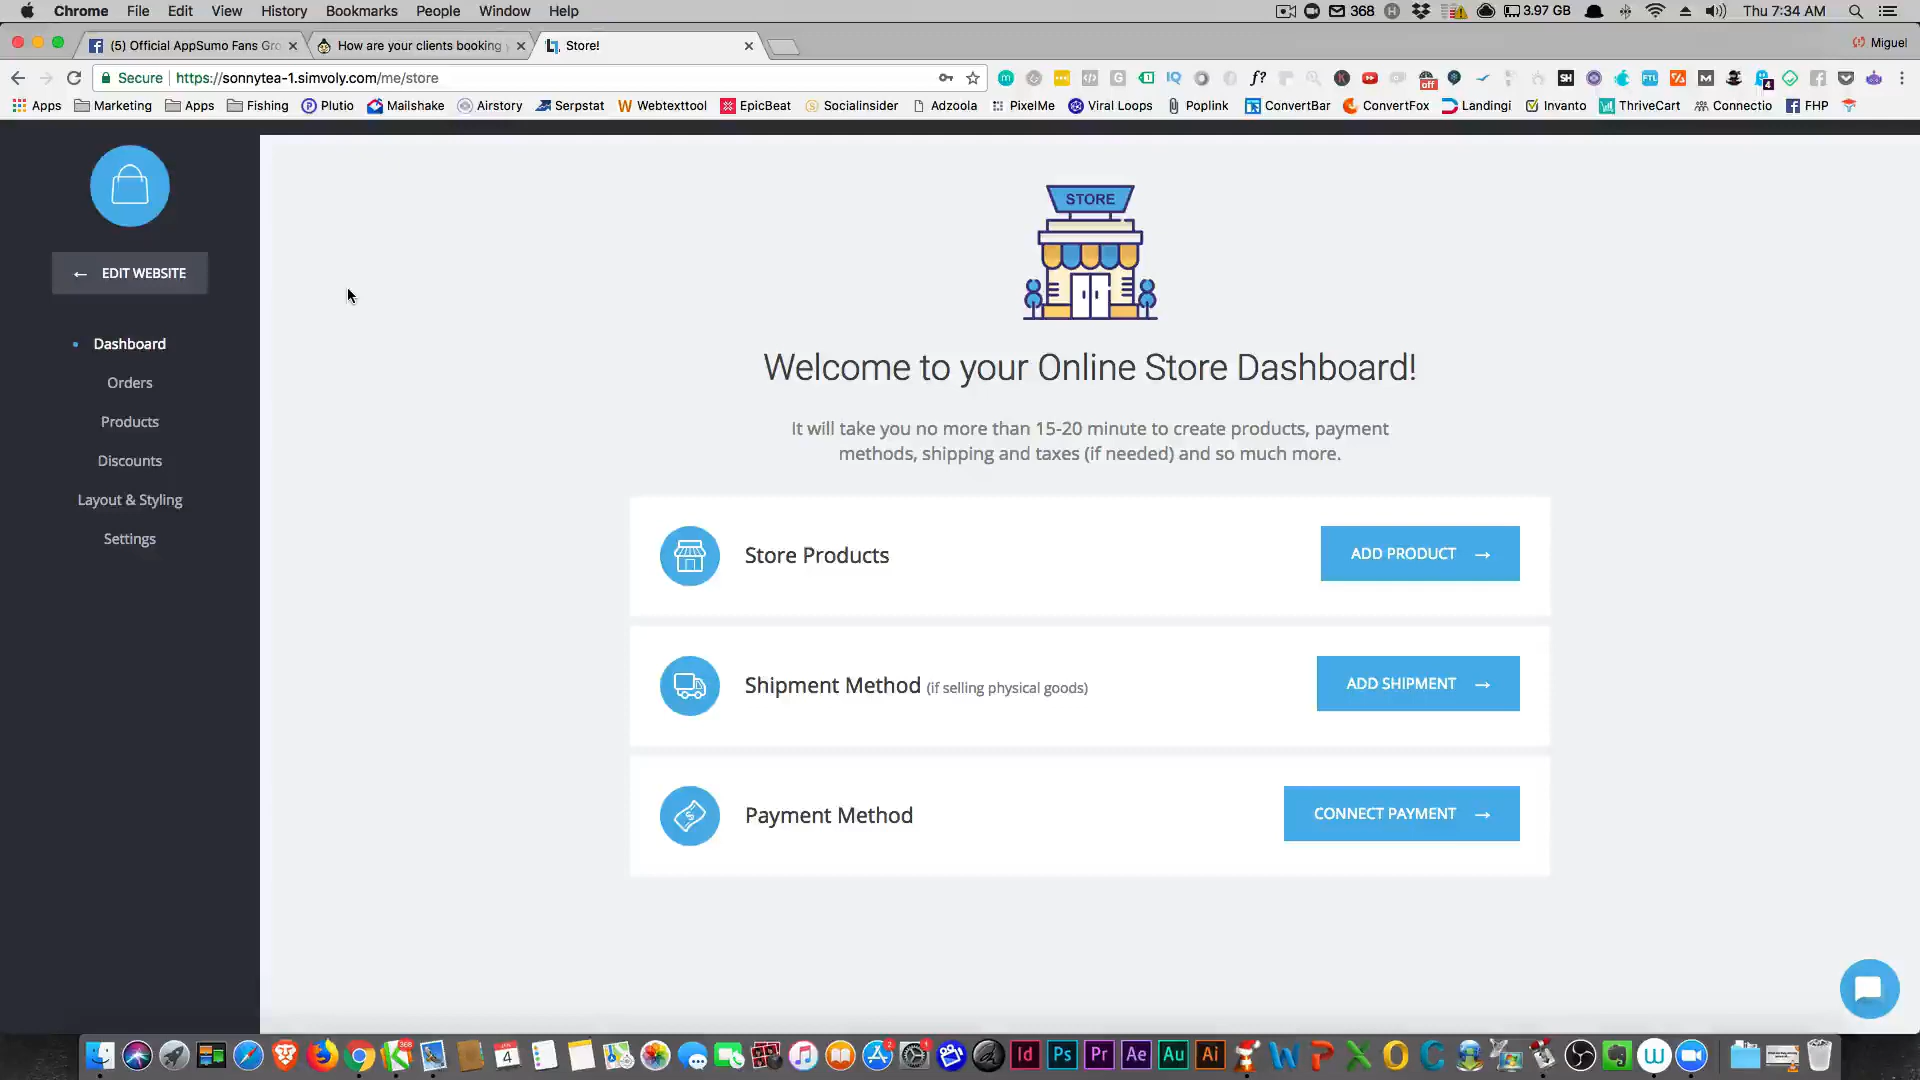 Chrome File Edit View History Bookmarks People Window Help 368 3.97 GB Thu 7:34 AM
(5) Official AppSumo Fans Gro How are your clients booking Store! Miguel
Secure https://sonnytea-1.simvoly.com/me/store
Apps Marketing Apps Fishing Plutio Mailshake Airstory Serpstat Webtexttool EpicBeat Socialinsider Adzoola PixelMe Viral Loops Poplink ConvertBar ConvertFox Landingi Invanto ThriveCart Connectio FHP
STORE
← EDIT WEBSITE
Dashboard
Orders
Products
Discounts
Layout & Styling
Settings
Welcome to your Online Store Dashboard!
It will take you no more than 15-20 minute to create products, payment
methods, shipping and taxes (if needed) and so much more.
Store Products
ADD PRODUCT →
Shipment Method (if selling physical goods)
ADD SHIPMENT →
Payment Method
CONNECT PAYMENT →
Id Ps Pr Ae Au Ai